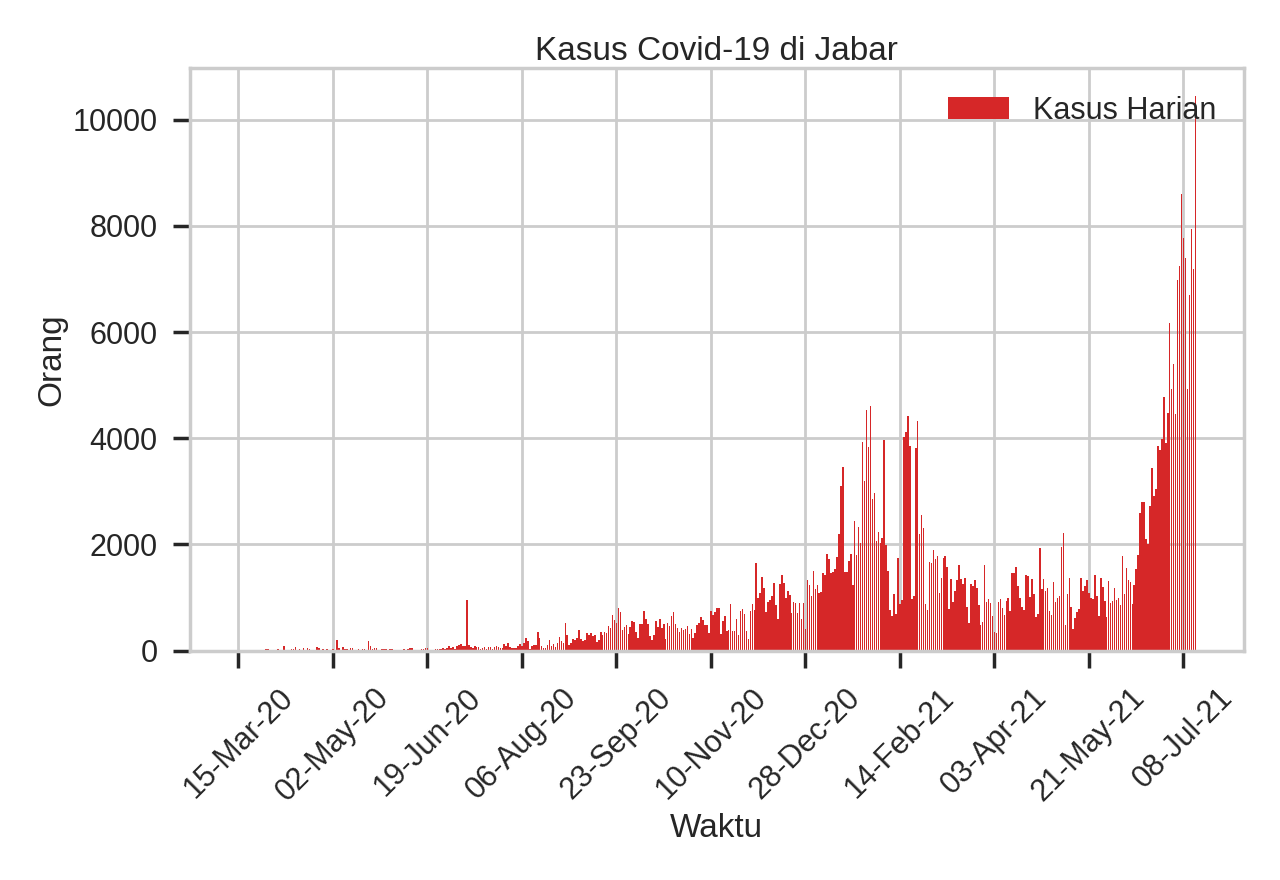 Kasus Covid-19 di Jabar
Kasus Harian
10000
8000
6000
4000
2000
0
Orang
15-Mar-20
02-May-20
19-Jun-20
06-Aug-20
23-Sep-20
10-Nov-20
28-Dec-20
14-Feb-21
03-Apr-21
21-May-21
08-Jul-21
Waktu